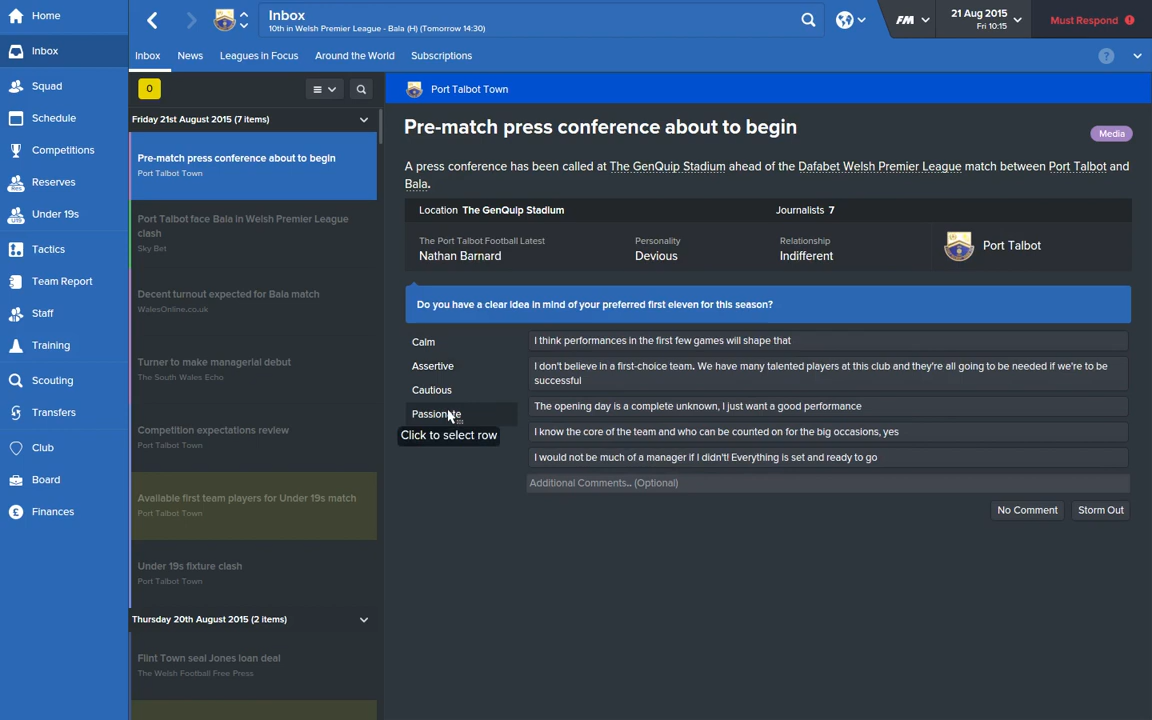 Home
Inbox
Squad
Schedule
Competitions
Reserves
Under 19s
Tactics
Team Report
Staff
Training
Scouting
Transfers
Club
Board
Finances
Inbox
10th in Welsh Premier League - Bala (H) (Tomorrow 14:30)
FM
21 Aug 2015
Fri 10:15
Must Respond
Inbox News Leagues in Focus Around the World Subscriptions
0
Friday 21st August 2015 (7 items)
Pre-match press conference about to begin
Port Talbot Town
Port Talbot face Bala in Welsh Premier League
clash
Sky Bet
Decent turnout expected for Bala match
WalesOnline.co.uk
Turner to make managerial debut
The South Wales Echo
Competition expectations review
Port Talbot Town
Available first team players for Under 19s match
Port Talbot Town
Under 19s fixture clash
Port Talbot Town
Thursday 20th August 2015 (2 items)
Flint Town seal Jones loan deal
The Welsh Football Free Press
Port Talbot Town
Pre-match press conference about to begin
Media
A press conference has been called at The GenQuip Stadium ahead of the Dafabet Welsh Premier League match between Port Talbot and
Bala.
Location The GenQuip Stadium Journalists 7
The Port Talbot Football Latest Personality Relationship
Nathan Barnard Devious Indifferent
Port Talbot
Do you have a clear idea in mind of your preferred first eleven for this season?
Calm
Assertive
Cautious
Passionate
Click to select row
I think performances in the first few games will shape that
I don't believe in a first-choice team. We have many talented players at this club and they're all going to be needed if we're to be
successful
The opening day is a complete unknown, I just want a good performance
I know the core of the team and who can be counted on for the big occasions, yes
I would not be much of a manager if I didn't! Everything is set and ready to go
Additional Comments.. (Optional)
No Comment Storm Out